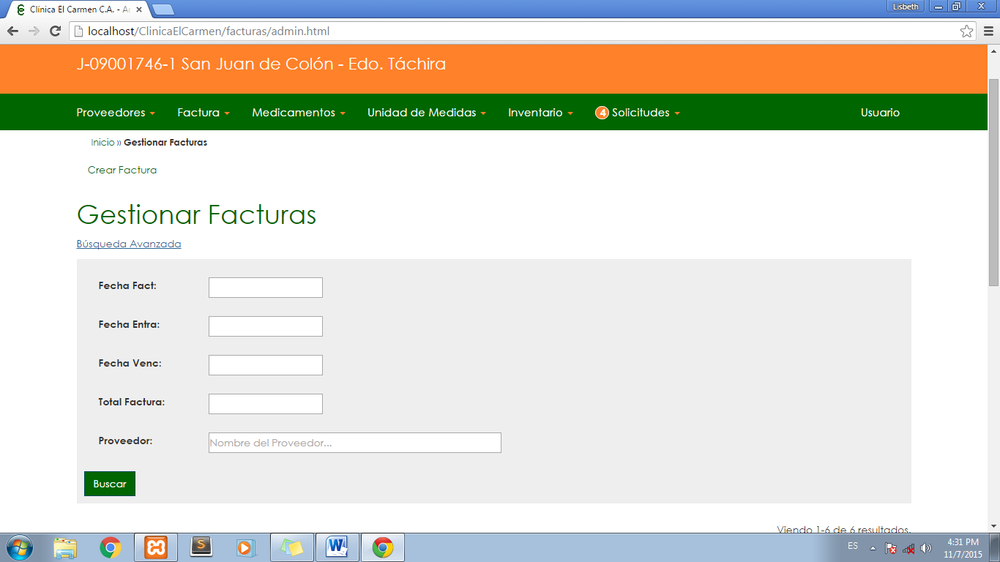 Clínica El Carmen C.A. - A
Lisbeth
localhost/ClinicaElCarmen/facturas/admin.html
J-09001746-1 San Juan de Colón - Edo. Táchira
Proveedores Factura Medicamentos Unidad de Medidas Inventario 4 Solicitudes Usuario
Inicio » Gestionar Facturas
Crear Factura
Gestionar Facturas
Búsqueda Avanzada
Fecha Fact:
Fecha Entra:
Fecha Venc:
Total Factura:
Proveedor: Nombre del Proveedor...
Buscar
Viendo 1-6 de 6 resultados.
ES
4:31 PM
11/7/2015